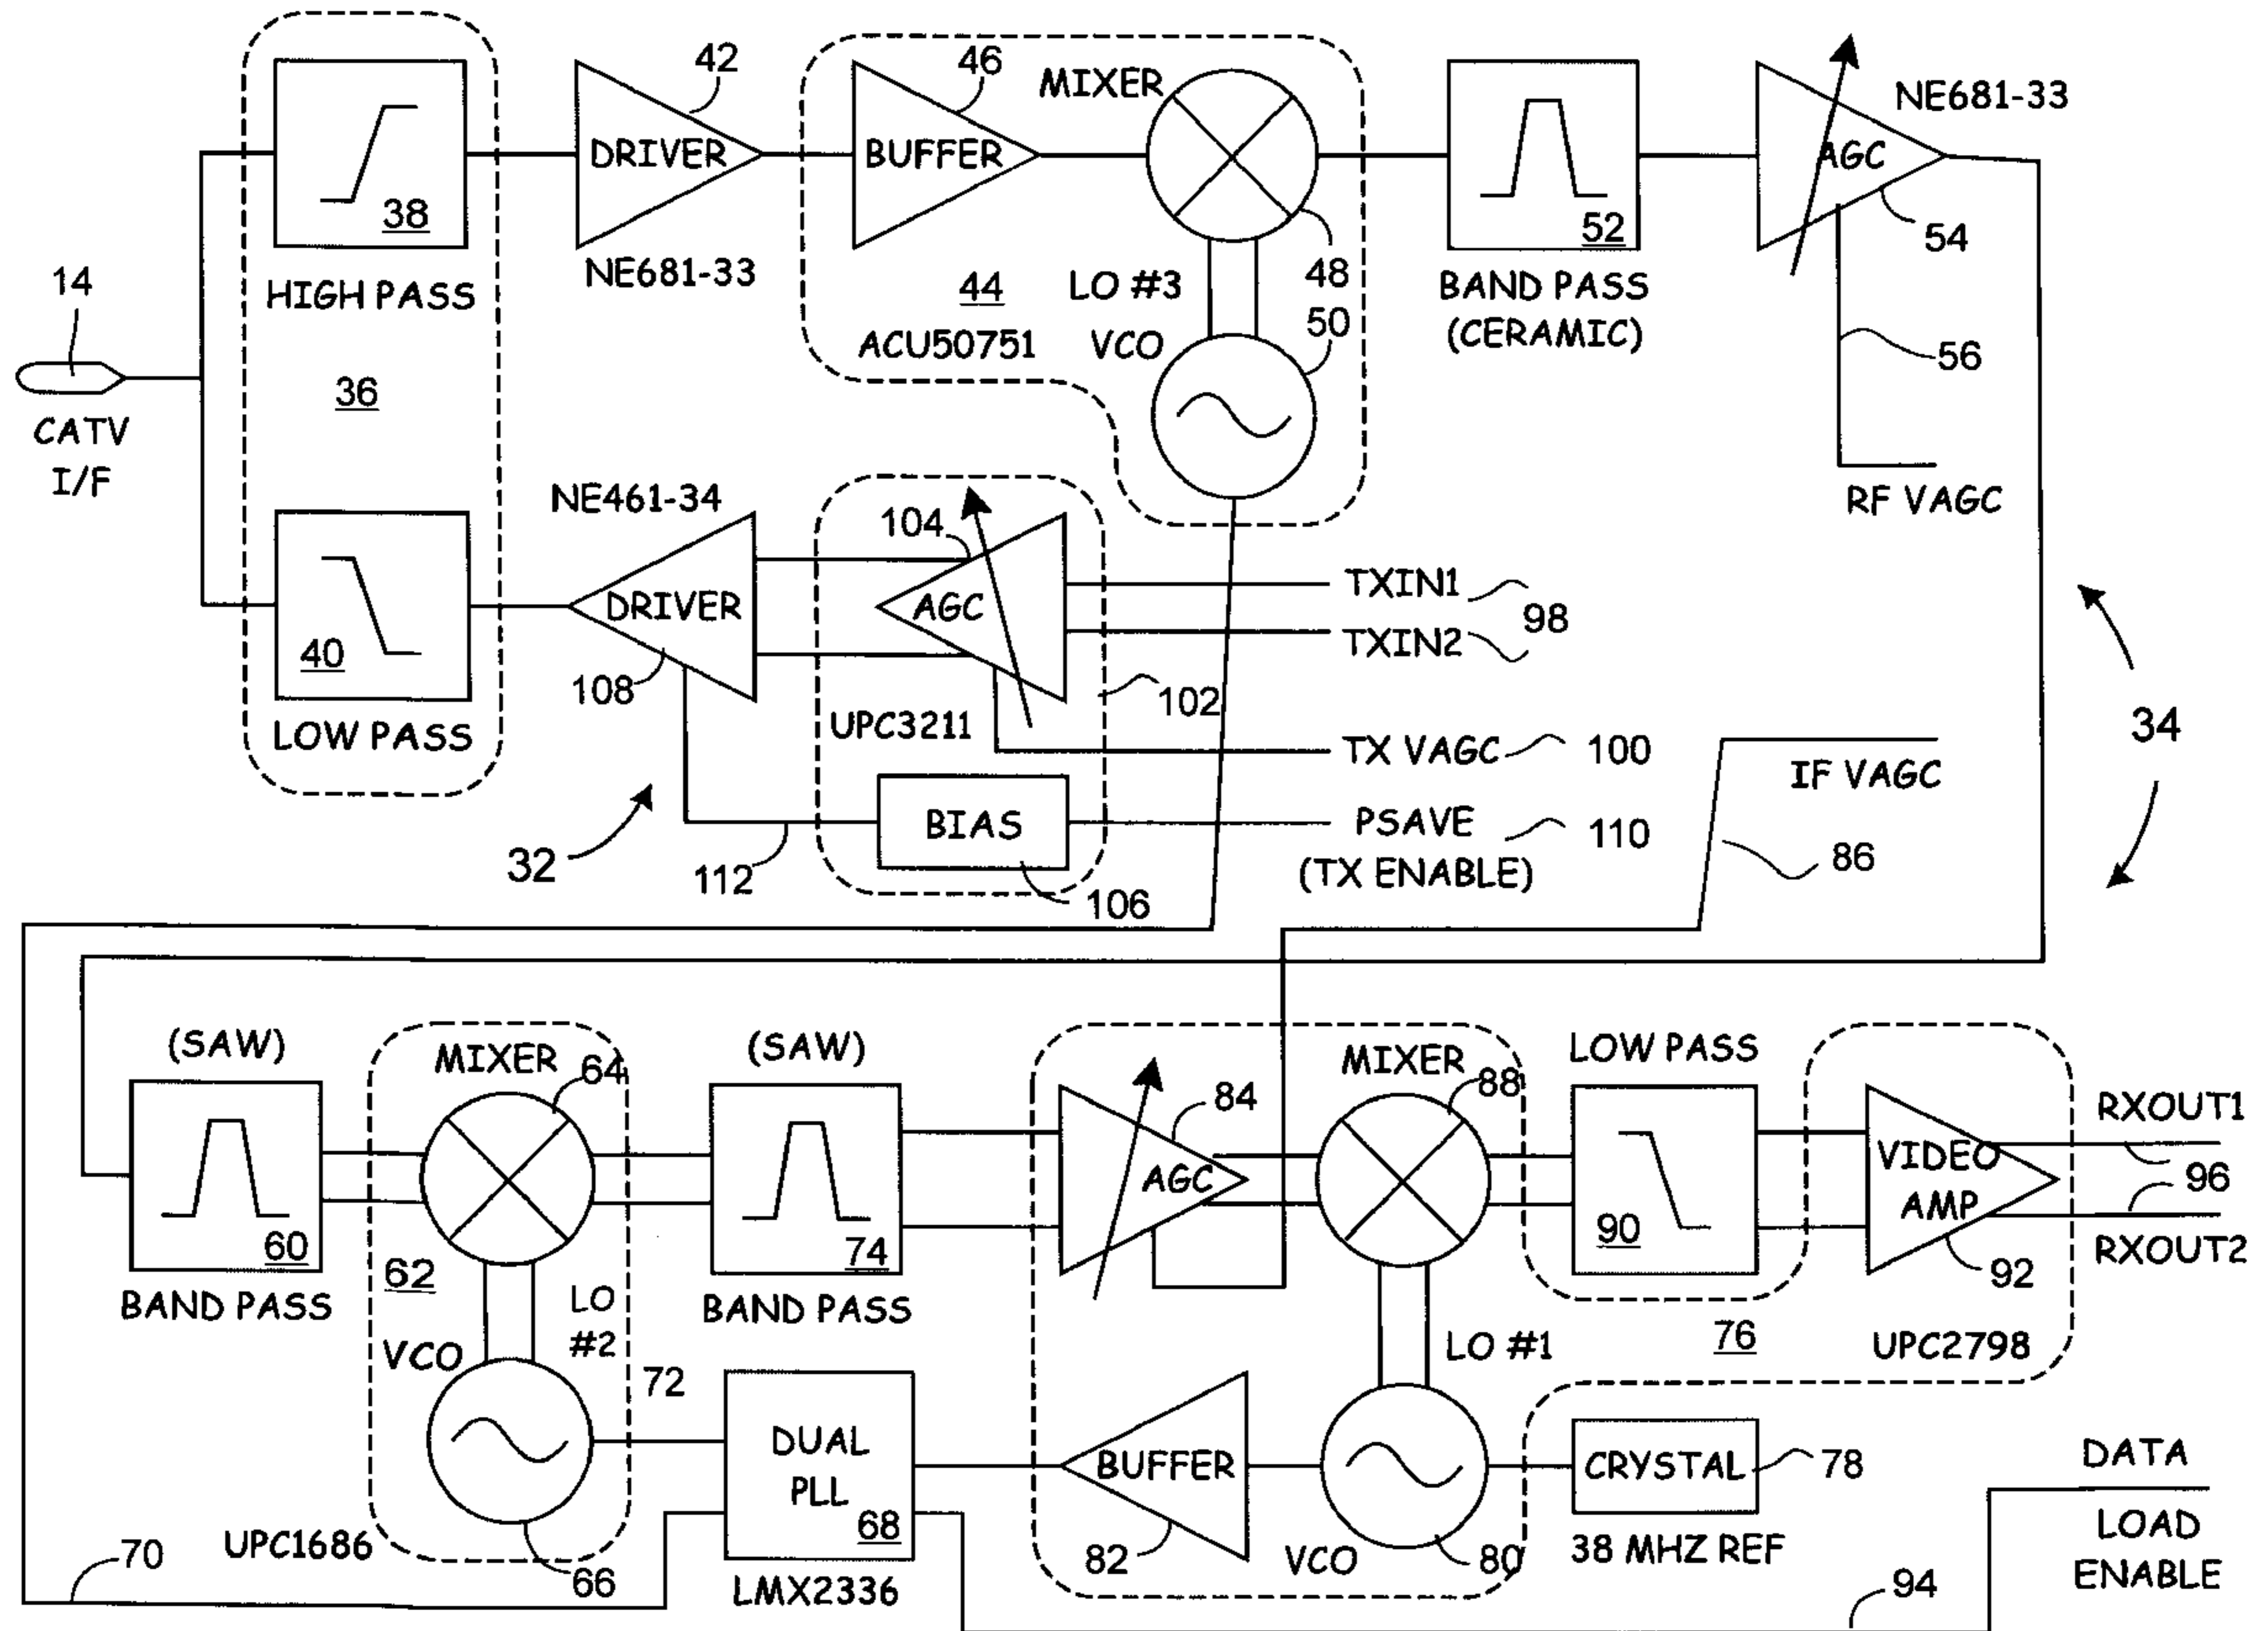 42
46
MIXER
NE681-33
DRIVER
BUFFER
AGC
38
52
54
NE681-33
14
HIGH PASS
44
LO #3
48
BAND PASS
(CERAMIC)
50
ACU50751
VCO
56
36
CATV
I/F
NE461-34
RF VAGC
104
TXIN1
98
DRIVER
AGC
TXIN2
40
108
102
UPC3211
LOW PASS
TX VAGC
100
34
IF VAGC
BIAS
PSAVE
110
(TX ENABLE)
86
32
112
106
(SAW)
MIXER
64
(SAW)
MIXER
88
LOW PASS
84
RXOUT1
VIDEO
AMP
AGC
96
60
62
74
90
92
RXOUT2
BAND PASS
LO
#2
BAND PASS
LO #1
76
UPC2798
VCO
72
DUAL
PLL
68
BUFFER
CRYSTAL
78
DATA
LOAD
ENABLE
70
UPC1686
66
LMX2336
82
VCO
80
38 MHZ REF
94